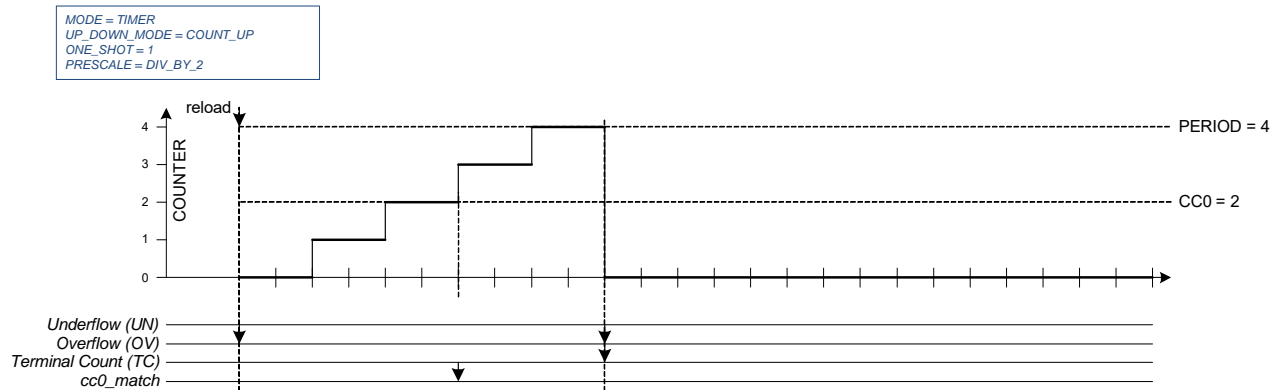 MODE = TIMER
UP_DOWN_MODE = COUNT_UP
ONE_SHOT = 1
PRESCALE = DIV_BY_2
reload
4
PERIOD = 4
3
COUNTER
2
CC0 = 2
1
0
Underflow (UN)
Overflow (OV)
Terminal Count (TC)
cc0_match